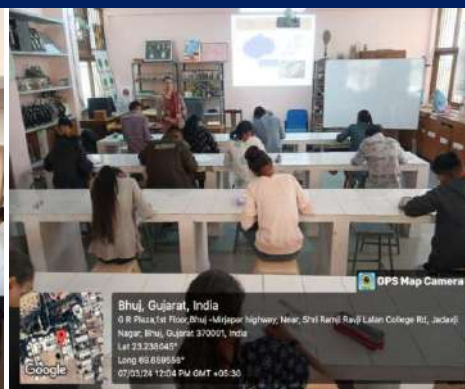 GPS Map Camera
Bhuj, Gujarat, India
G R Plaza,1st Floor,Bhuj -Mirjapar highway, Near, Shri Ramji Ravji Lalan College Rd, Jadavji
Nagar, Bhuj, Gujarat 370001, India
Lat 23.238045°
Long 69.659556°
07/03/24 12:04 PM GMT +05:30
Google